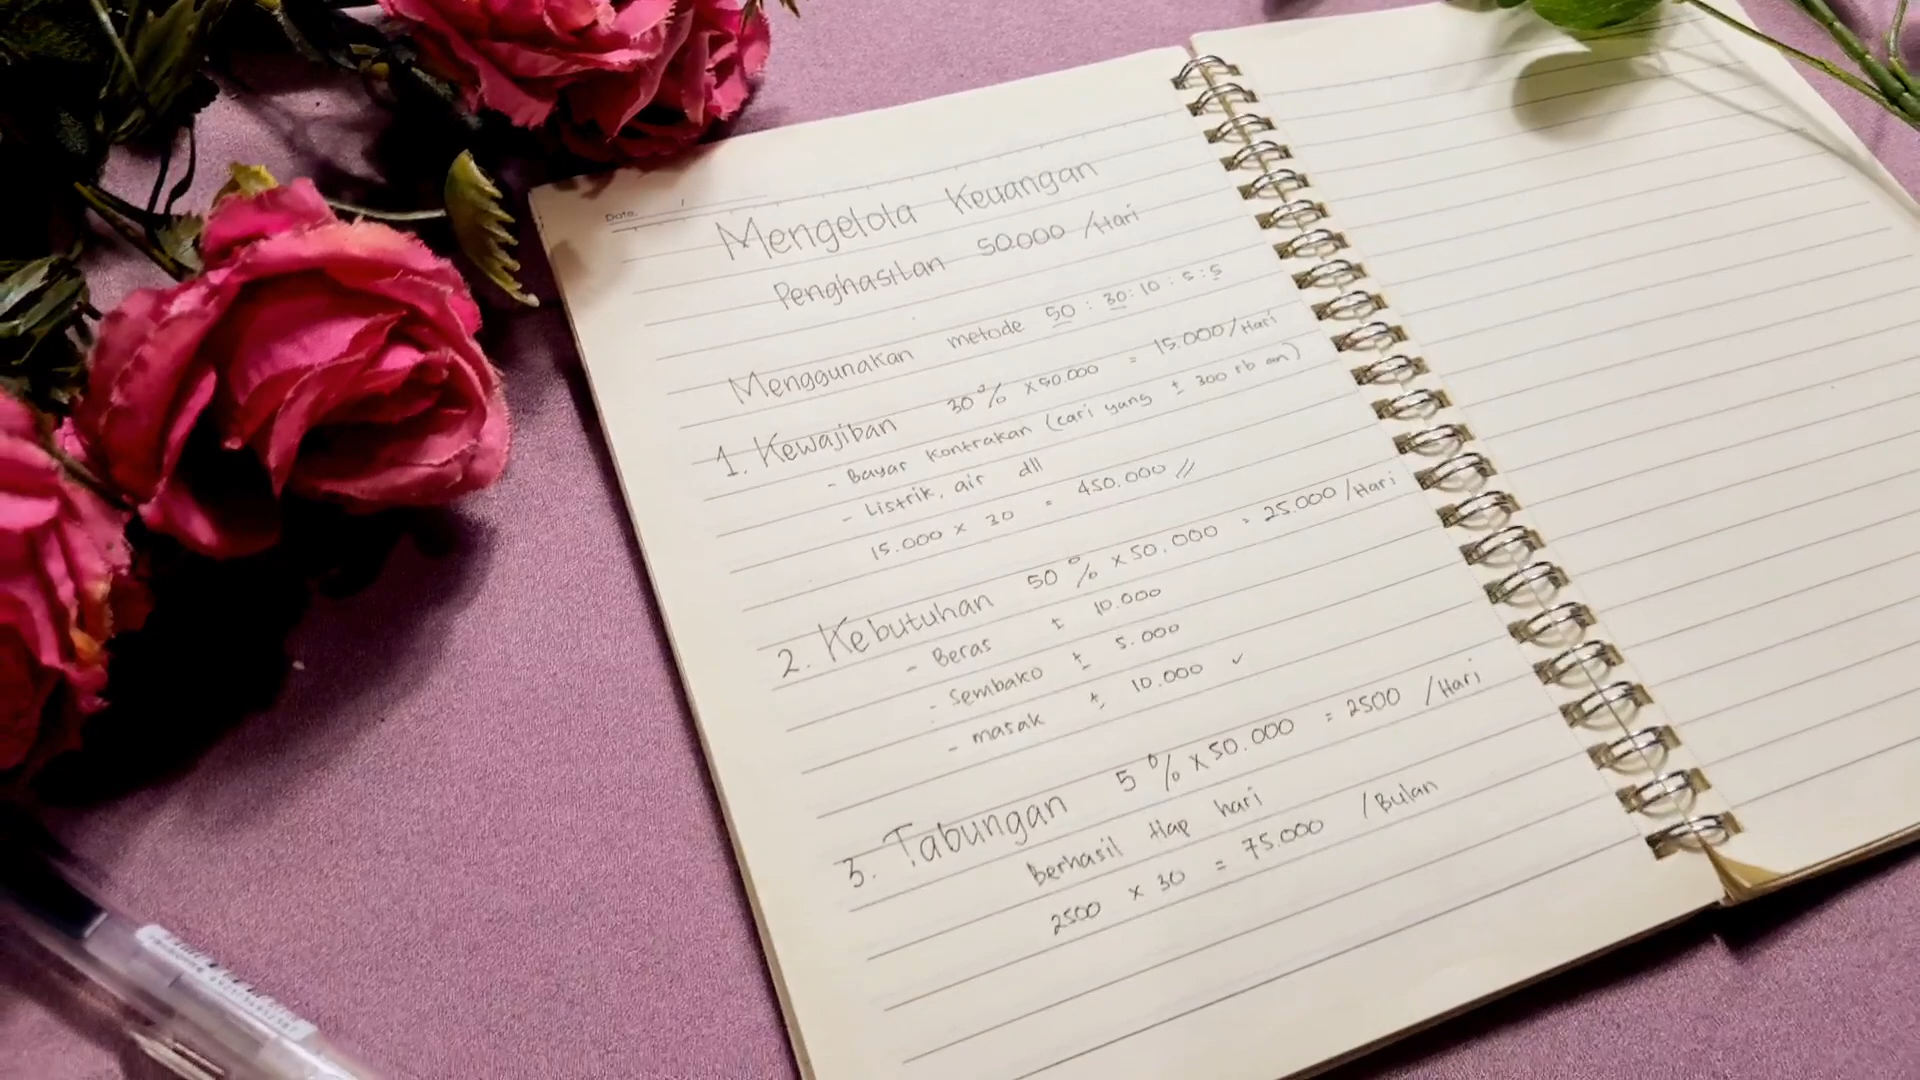 Date. /
Mengelola Keuangan
Penghasilan 50.000 /Hari
Menggunakan metode 50 : 30 : 10 : 5 : 5
1. Kewajiban 30 % x 50.000 = 15.000/Hari
- Bayar Kontrakan (cari yang ± 300 rb an)
- Listrik, air dll
15.000 x 30 = 450.000 //
2. Kebutuhan 50 % x 50.000 = 25.000/Hari
- Beras ± 10.000
- Sembako ± 5.000
- masak ± 10.000 ✓
3. Tabungan 5 % x 50.000 = 2500 /Hari
Berhasil tiap hari
2500 x 30 = 75.000 /Bulan